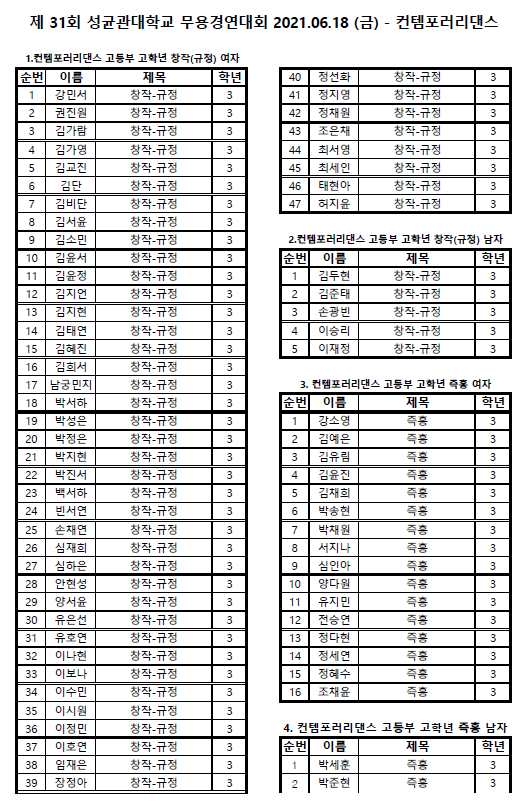 제 31회 성균관대학교 무용경연대회 2021.06.18 (금) - 컨템포러리댄스
1.컨템포러리댄스 고등부 고학년 창작(규정) 여자
순번 이름 제목 학년
1 강민서 창작-규정 3
2 권진원 창작-규정 3
3 김가람 창작-규정 3
4 김가영 창작-규정 3
5 김교진 창작-규정 3
6 김단 창작-규정 3
7 김비단 창작-규정 3
8 김서윤 창작-규정 3
9 김소민 창작-규정 3
10 김윤서 창작-규정 3
11 김윤정 창작-규정 3
12 김지연 창작-규정 3
13 김지현 창작-규정 3
14 김태연 창작-규정 3
15 김혜진 창작-규정 3
16 김희서 창작-규정 3
17 남궁민지 창작-규정 3
18 박서하 창작-규정 3
19 박성은 창작-규정 3
20 박정은 창작-규정 3
21 박지현 창작-규정 3
22 박진서 창작-규정 3
23 백서하 창작-규정 3
24 빈서연 창작-규정 3
25 손채연 창작-규정 3
26 심재희 창작-규정 3
27 심하은 창작-규정 3
28 안현성 창작-규정 3
29 양서윤 창작-규정 3
30 유은선 창작-규정 3
31 유호연 창작-규정 3
32 이나현 창작-규정 3
33 이보나 창작-규정 3
34 이수민 창작-규정 3
35 이시원 창작-규정 3
36 이정민 창작-규정 3
37 이호연 창작-규정 3
38 임재은 창작-규정 3
39 장정아 창작-규정 3
40 정선화 창작-규정 3
41 정지영 창작-규정 3
42 정채원 창작-규정 3
43 조은채 창작-규정 3
44 최서영 창작-규정 3
45 최세인 창작-규정 3
46 태현아 창작-규정 3
47 허지윤 창작-규정 3
2.컨템포러리댄스 고등부 고학년 창작(규정) 남자
순번 이름 제목 학년
1 김두현 창작-규정 3
2 김준태 창작-규정 3
3 손광빈 창작-규정 3
4 이승리 창작-규정 3
5 이재정 창작-규정 3
3. 컨템포러리댄스 고등부 고학년 즉흥 여자
순번 이름 제목 학년
1 강소영 즉흥 3
2 김예은 즉흥 3
3 김유림 즉흥 3
4 김윤진 즉흥 3
5 김채희 즉흥 3
6 박송현 즉흥 3
7 박채원 즉흥 3
8 서지나 즉흥 3
9 심인아 즉흥 3
10 양다원 즉흥 3
11 유지민 즉흥 3
12 전승연 즉흥 3
13 정다현 즉흥 3
14 정세연 즉흥 3
15 정혜수 즉흥 3
16 조채윤 즉흥 3
4. 컨템포러리댄스 고등부 고학년 즉흥 남자
순번 이름 제목 학년
1 박세훈 즉흥 3
2 박준현 즉흥 3